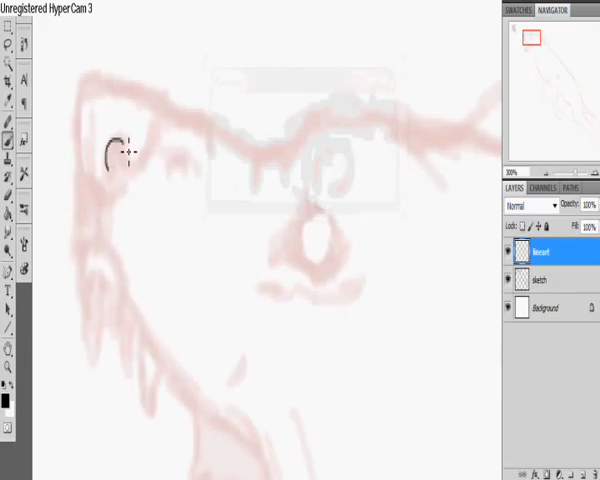 Unregistered HyperCam 3
SWATCHES NAVIGATOR
300%
LAYERS CHANNELS PATHS
Normal Opacity: 100%
Lock: Fill: 100%
lineart
sketch
Background